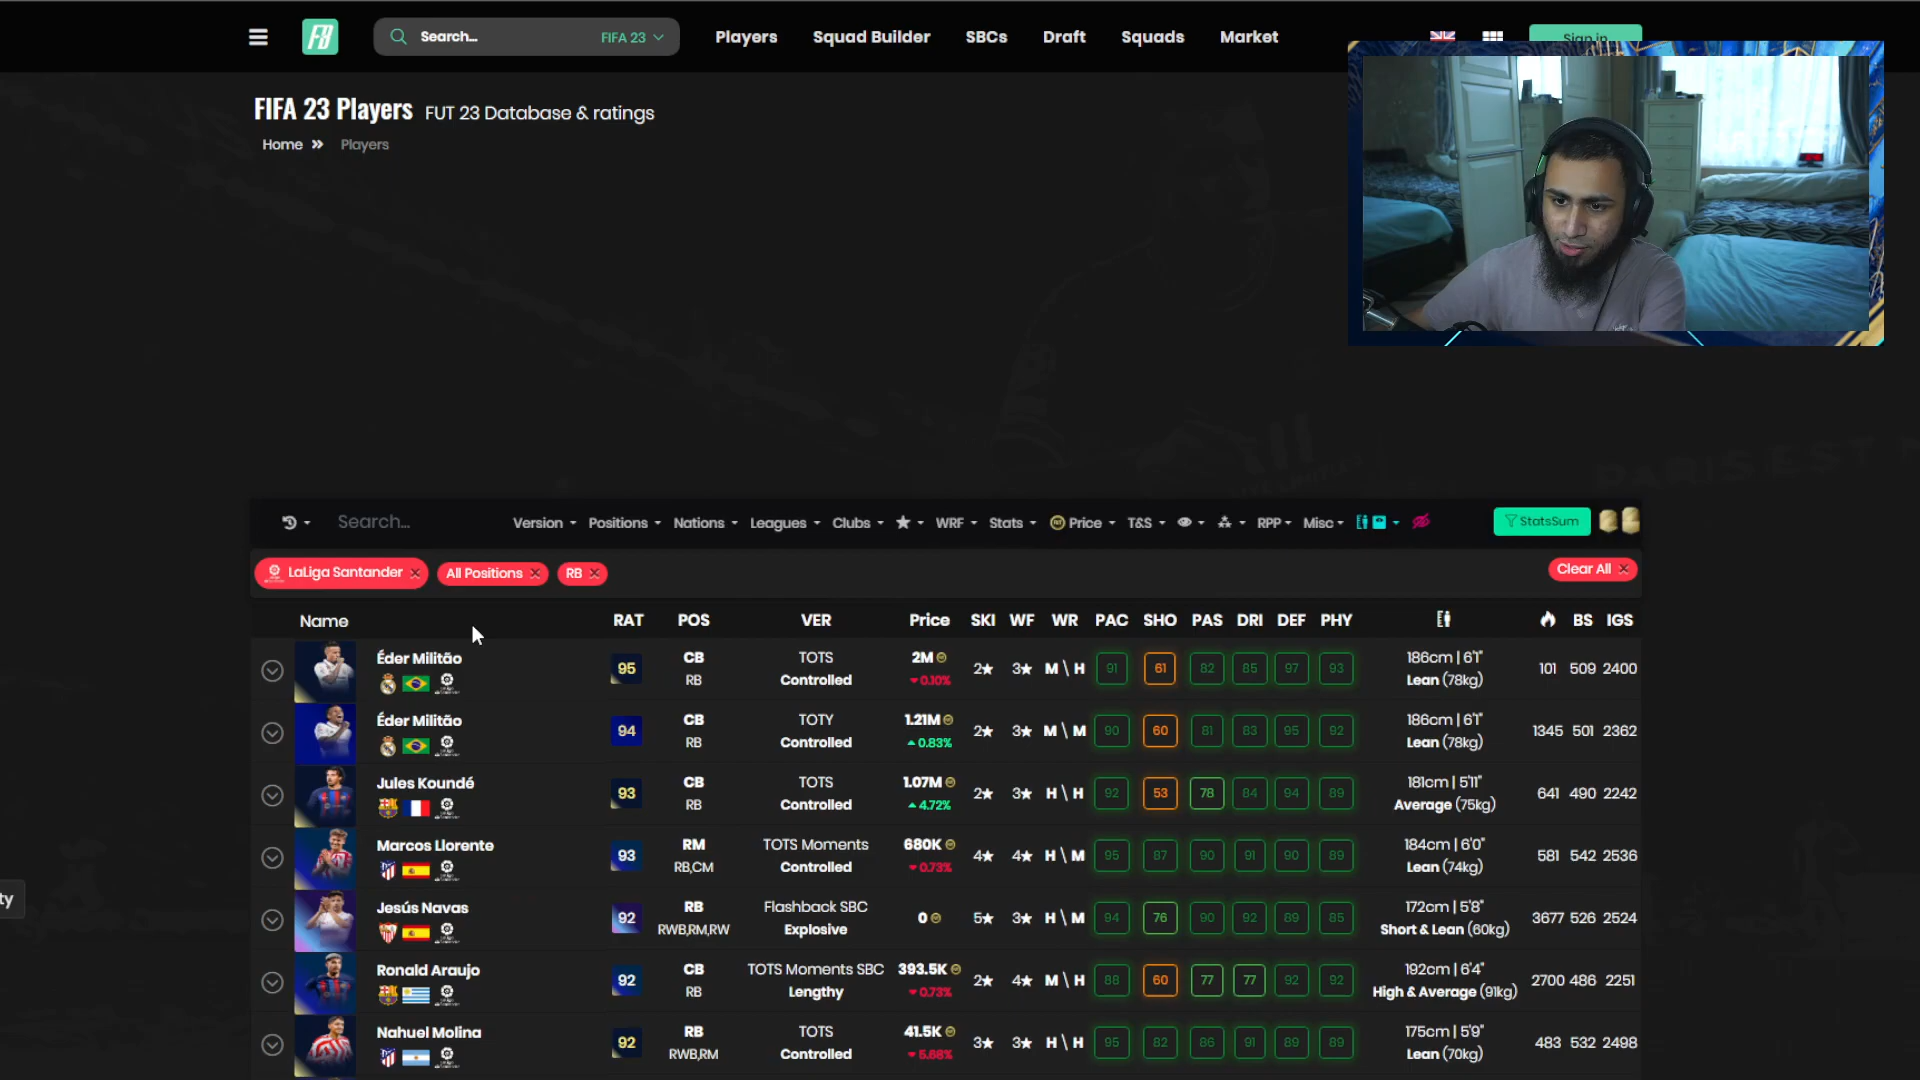 F8 Search... FIFA 23 Players Squad Builder SBCs Draft Squads Market Sign in
FIFA 23 Players FUT 23 Database & ratings
Home » Players
Search... Version Positions Nations Leagues Clubs WRF Stats Price T&S RPP Misc StatsSum
LaLiga Santander × All Positions × RB × Clear All ×
Name RAT POS VER Price SKI WF WR PAC SHO PAS DRI DEF PHY BS IGS
Éder Militão 95 CB TOTS 2M 2★ 3★ M \ H 91 61 82 85 97 93 186cm | 6'1" 101 509 2400
RB Controlled 0.10% Lean (78kg)
Éder Militão 94 CB TOTY 1.21M 2★ 3★ M \ M 90 60 81 83 95 92 186cm | 6'1" 1345 501 2362
RB Controlled 0.83% Lean (78kg)
Jules Koundé 93 CB TOTS 1.07M 2★ 3★ H \ H 92 53 78 84 94 89 181cm | 5'11" 641 490 2242
RB Controlled 4.72% Average (75kg)
Marcos Llorente 93 RM TOTS Moments 680K 4★ 4★ H \ M 95 87 90 91 90 89 184cm | 6'0" 581 542 2536
RB,CM Controlled 0.73% Lean (74kg)
Jesús Navas 92 RB Flashback SBC 0 5★ 3★ H \ M 94 76 90 92 89 85 172cm | 5'8" 3677 526 2524
RWB,RM,RW Explosive Short & Lean (60kg)
ty
Ronald Araujo 92 CB TOTS Moments SBC 393.5K 2★ 4★ M \ H 88 60 77 77 92 92 192cm | 6'4" 2700 486 2251
RB Lengthy 0.73% High & Average (91kg)
Nahuel Molina 92 RB TOTS 41.5K 3★ 3★ H \ H 95 82 86 91 89 89 175cm | 5'9" 483 532 2498
RWB,RM Controlled 5.68% Lean (70kg)